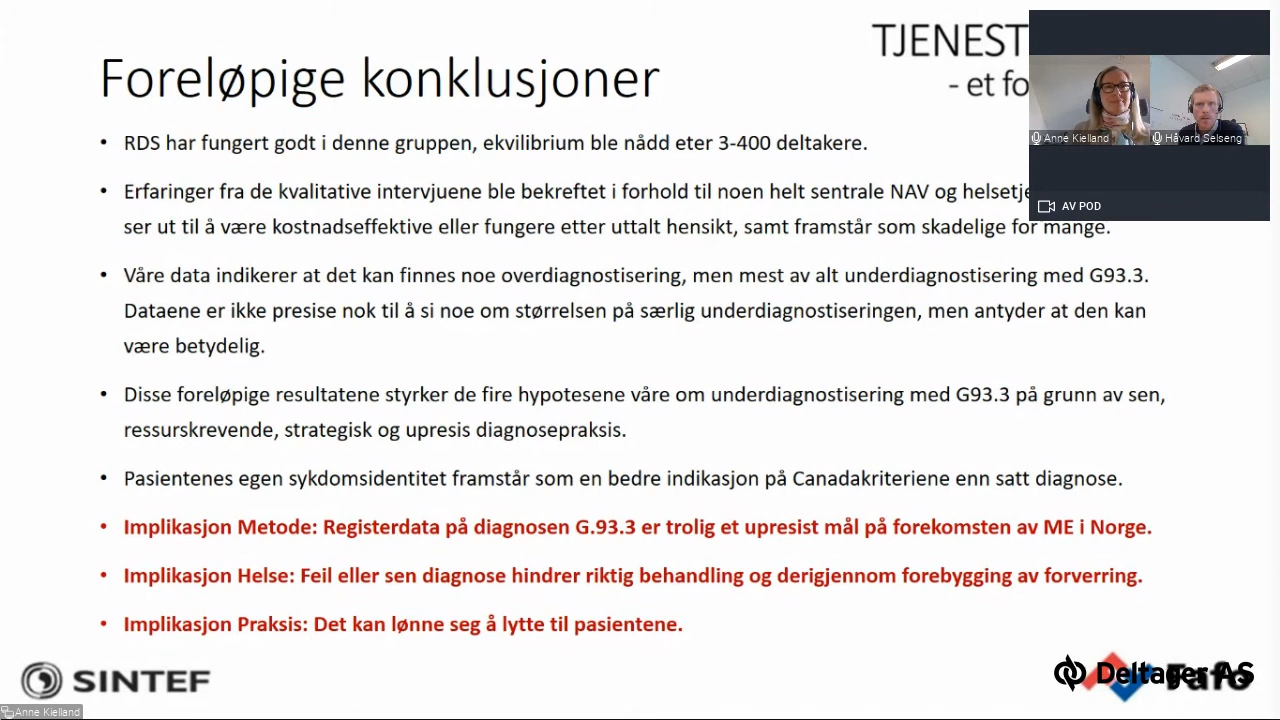 TJENEST
- et fo
Foreløpige konklusjoner
• RDS har fungert godt i denne gruppen, ekvilibrium ble nådd eter 3-400 deltakere.
• Erfaringer fra de kvalitative intervjuene ble bekreftet i forhold til noen helt sentrale NAV og helsetje
ser ut til å være kostnadseffektive eller fungere etter uttalt hensikt, samt framstår som skadelige for mange.
• Våre data indikerer at det kan finnes noe overdiagnostisering, men mest av alt underdiagnostisering med G93.3.
Dataene er ikke presise nok til å si noe om størrelsen på særlig underdiagnostiseringen, men antyder at den kan
være betydelig.
• Disse foreløpige resultatene styrker de fire hypotesene våre om underdiagnostisering med G93.3 på grunn av sen,
ressurskrevende, strategisk og upresis diagnosepraksis.
• Pasientenes egen sykdomsidentitet framstår som en bedre indikasjon på Canadakriteriene enn satt diagnose.
• Implikasjon Metode: Registerdata på diagnosen G.93.3 er trolig et upresist mål på forekomsten av ME i Norge.
• Implikasjon Helse: Feil eller sen diagnose hindrer riktig behandling og derigjennom forebygging av forverring.
• Implikasjon Praksis: Det kan lønne seg å lytte til pasientene.
Anne Kielland
Håvard Selseng
AV POD
SINTEF
Deltager AS
Fafo
Anne Kielland